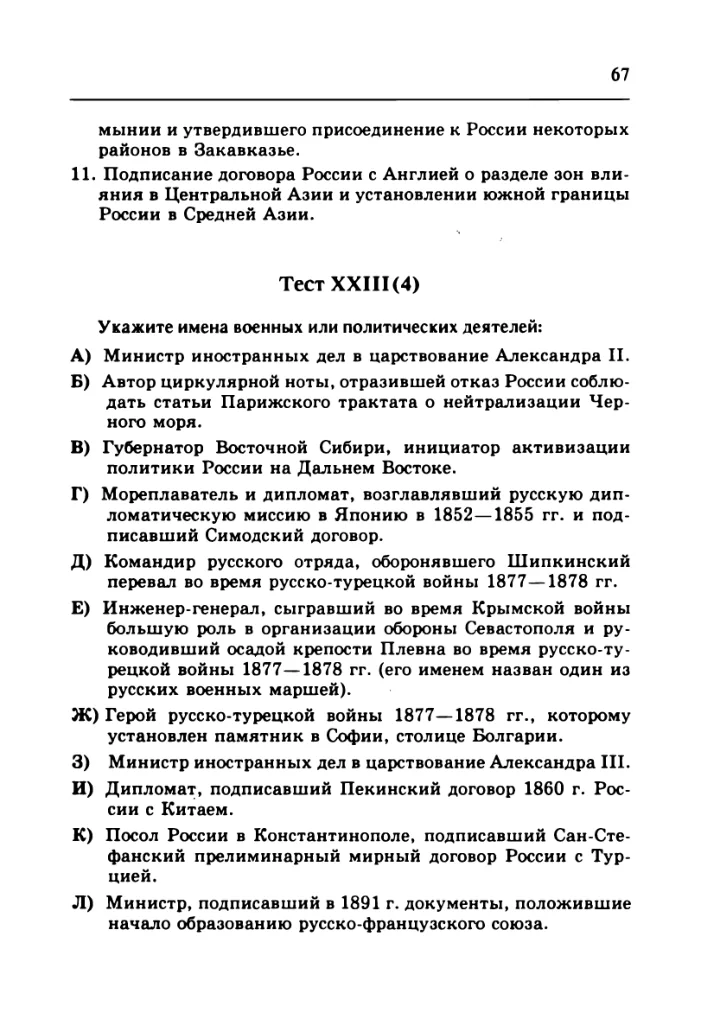 67
мынии и утвердившего присоединение к России некоторых
районов в Закавказье.
11. Подписание договора России с Англией о разделе зон вли-
яния в Центральной Азии и установлении южной границы
России в Средней Азии.
Тест XXIII(4)
Укажите имена военных или политических деятелей:
А) Министр иностранных дел в царствование Александра II.
Б) Автор циркулярной ноты, отразившей отказ России соблю-
дать статьи Парижского трактата о нейтрализации Чер-
ного моря.
В) Губернатор Восточной Сибири, инициатор активизации
политики России на Дальнем Востоке.
Г) Мореплаватель и дипломат, возглавлявший русскую дип-
ломатическую миссию в Японию в 1852—1855 гг. и под-
писавший Симодский договор.
Д) Командир русского отряда, оборонявшего Шипкинский
перевал во время русско-турецкой войны 1877—1878 гг.
Е) Инженер-генерал, сыгравший во время Крымской войны
большую роль в организации обороны Севастополя и ру-
ководивший осадой крепости Плевна во время русско-ту-
рецкой войны 1877—1878 гг. (его именем назван один из
русских военных маршей).
Ж) Герой русско-турецкой войны 1877—1878 гг., которому
установлен памятник в Софии, столице Болгарии.
З) Министр иностранных дел в царствование Александра III.
И) Дипломат, подписавший Пекинский договор 1860 г. Рос-
сии с Китаем.
К) Посол России в Константинополе, подписавший Сан-Сте-
фанский прелиминарный мирный договор России с Тур-
цией.
Л) Министр, подписавший в 1891 г. документы, положившие
начало образованию русско-французского союза.